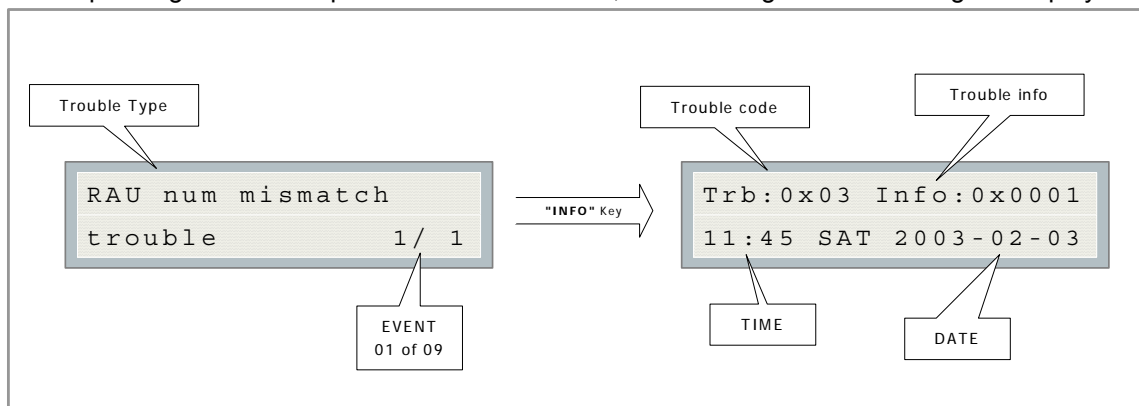 Trouble Type
Trouble code
Trouble info
RAU num mismatch
trouble 1/ 1
"INFO" Key
Trb:0x03 Info:0x0001
11:45 SAT 2003-02-03
EVENT
01 of 09
TIME
DATE